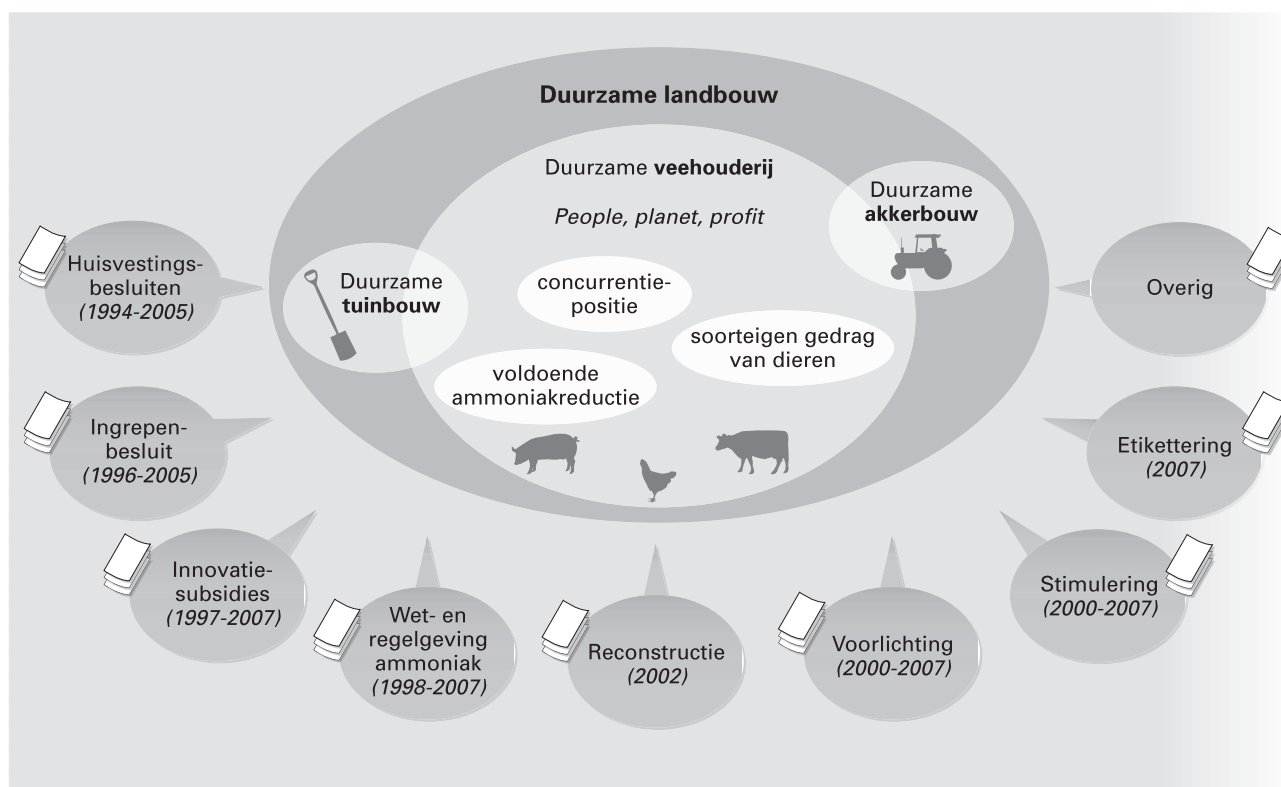 Duurzame landbouw
Duurzame veehouderij
People, planet, profit
Duurzame
akkerbouw
Duurzame
tuinbouw
concurrentie-
positie
soorteigen gedrag
van dieren
voldoende
ammoniakreductie
Huisvestings-
besluiten
(1994-2005)
Ingrepen-
besluit
(1996-2005)
Innovatie-
subsidies
(1997-2007)
Wet- en
regelgeving
ammoniak
(1998-2007)
Reconstructie
(2002)
Voorlichting
(2000-2007)
Stimulering
(2000-2007)
Etikettering
(2007)
Overig